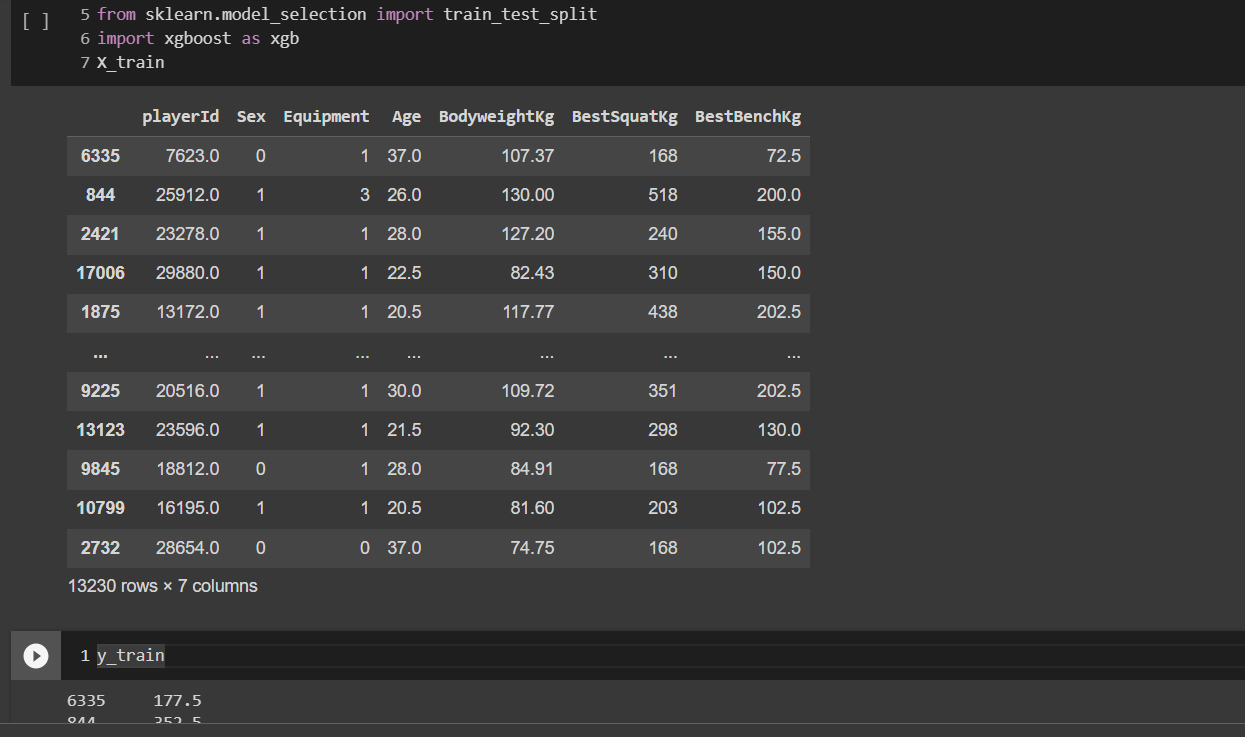 [ ]
5 from sklearn.model_selection import train_test_split
6 import xgboost as xgb
7 X_train
playerId Sex Equipment Age BodyweightKg BestSquatKg BestBenchKg
6335 7623.0 0 1 37.0 107.37 168 72.5
844 25912.0 1 3 26.0 130.00 518 200.0
2421 23278.0 1 1 28.0 127.20 240 155.0
17006 29880.0 1 1 22.5 82.43 310 150.0
1875 13172.0 1 1 20.5 117.77 438 202.5
... ... ... ... ... ... ... ...
9225 20516.0 1 1 30.0 109.72 351 202.5
13123 23596.0 1 1 21.5 92.30 298 130.0
9845 18812.0 0 1 28.0 84.91 168 77.5
10799 16195.0 1 1 20.5 81.60 203 102.5
2732 28654.0 0 0 37.0 74.75 168 102.5
13230 rows × 7 columns
1 y_train
6335 177.5
844 352.5